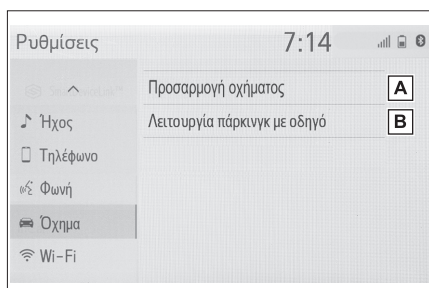 Ρυθμίσεις
7:14
Προσαρμογή οχήματος
A
Λειτουργία πάρκινγκ με οδηγό
B
Ήχος
Τηλέφωνο
Φωνή
Όχημα
Wi-Fi